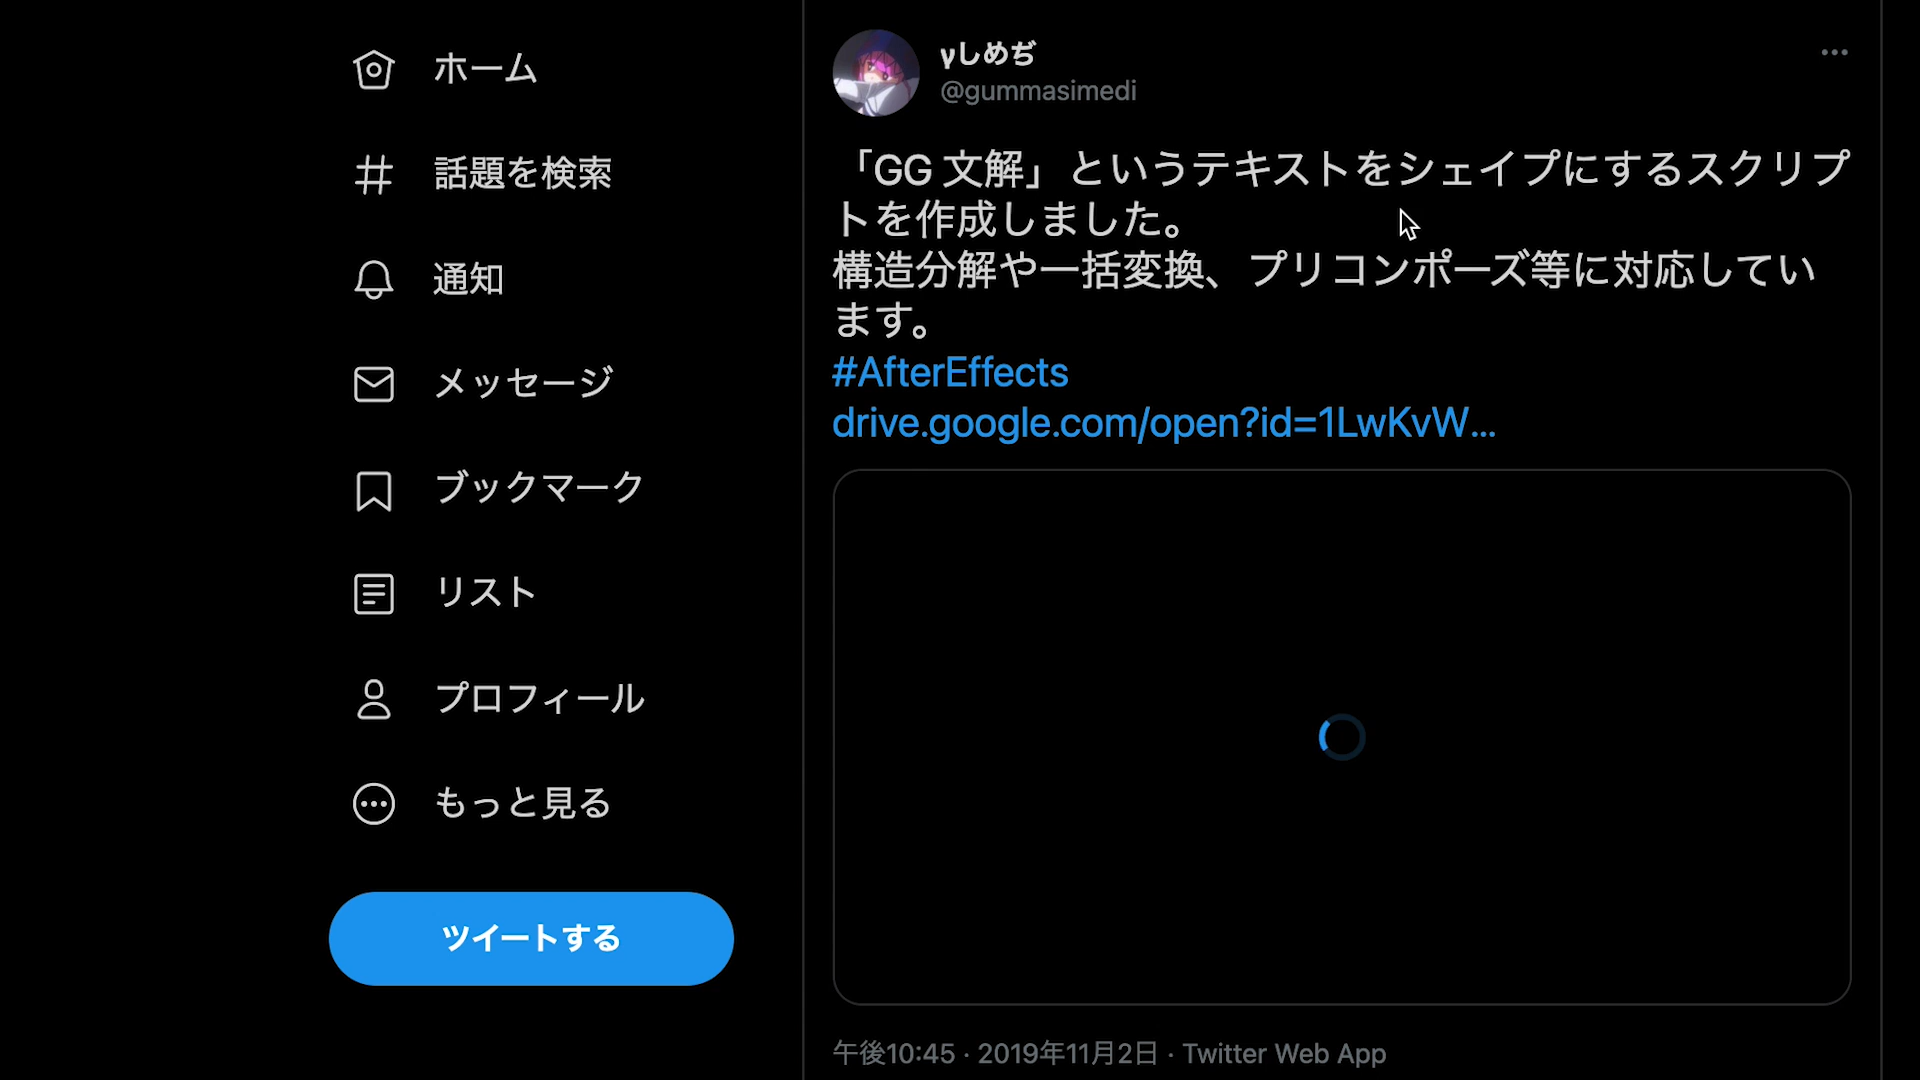 ホーム
話題を検索
通知
メッセージ
ブックマーク
リスト
プロフィール
もっと見る
ツイートする
γしめぢ
@gummasimedi
「GG 文解」というテキストをシェイプにするスクリプ
トを作成しました。
構造分解や一括変換、プリコンポーズ等に対応してい
ます。
#AfterEffects
drive.google.com/open?id=1LwKvW…
午後10:45 · 2019年11月2日 · Twitter Web App